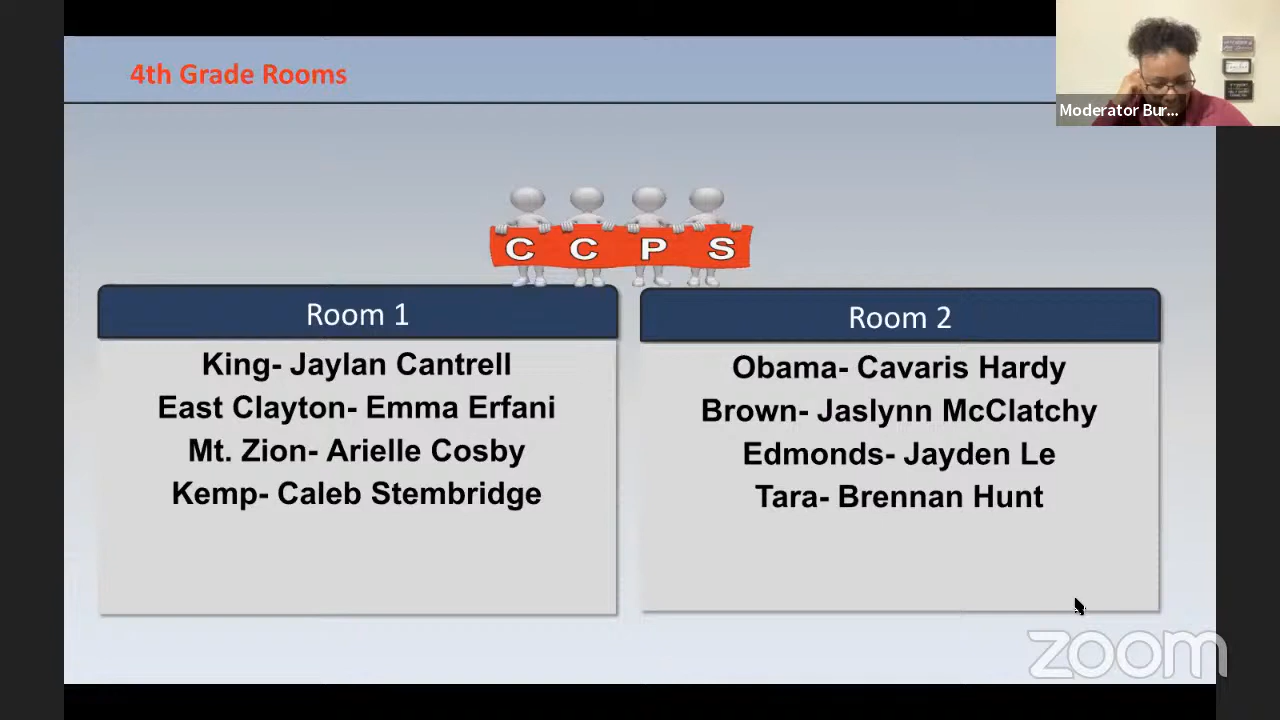 4th Grade Rooms
Moderator Bur...
C C P S
Room 1
King- Jaylan Cantrell
East Clayton- Emma Erfani
Mt. Zion- Arielle Cosby
Kemp- Caleb Stembridge
Room 2
Obama- Cavaris Hardy
Brown- Jaslynn McClatchy
Edmonds- Jayden Le
Tara- Brennan Hunt
zoom